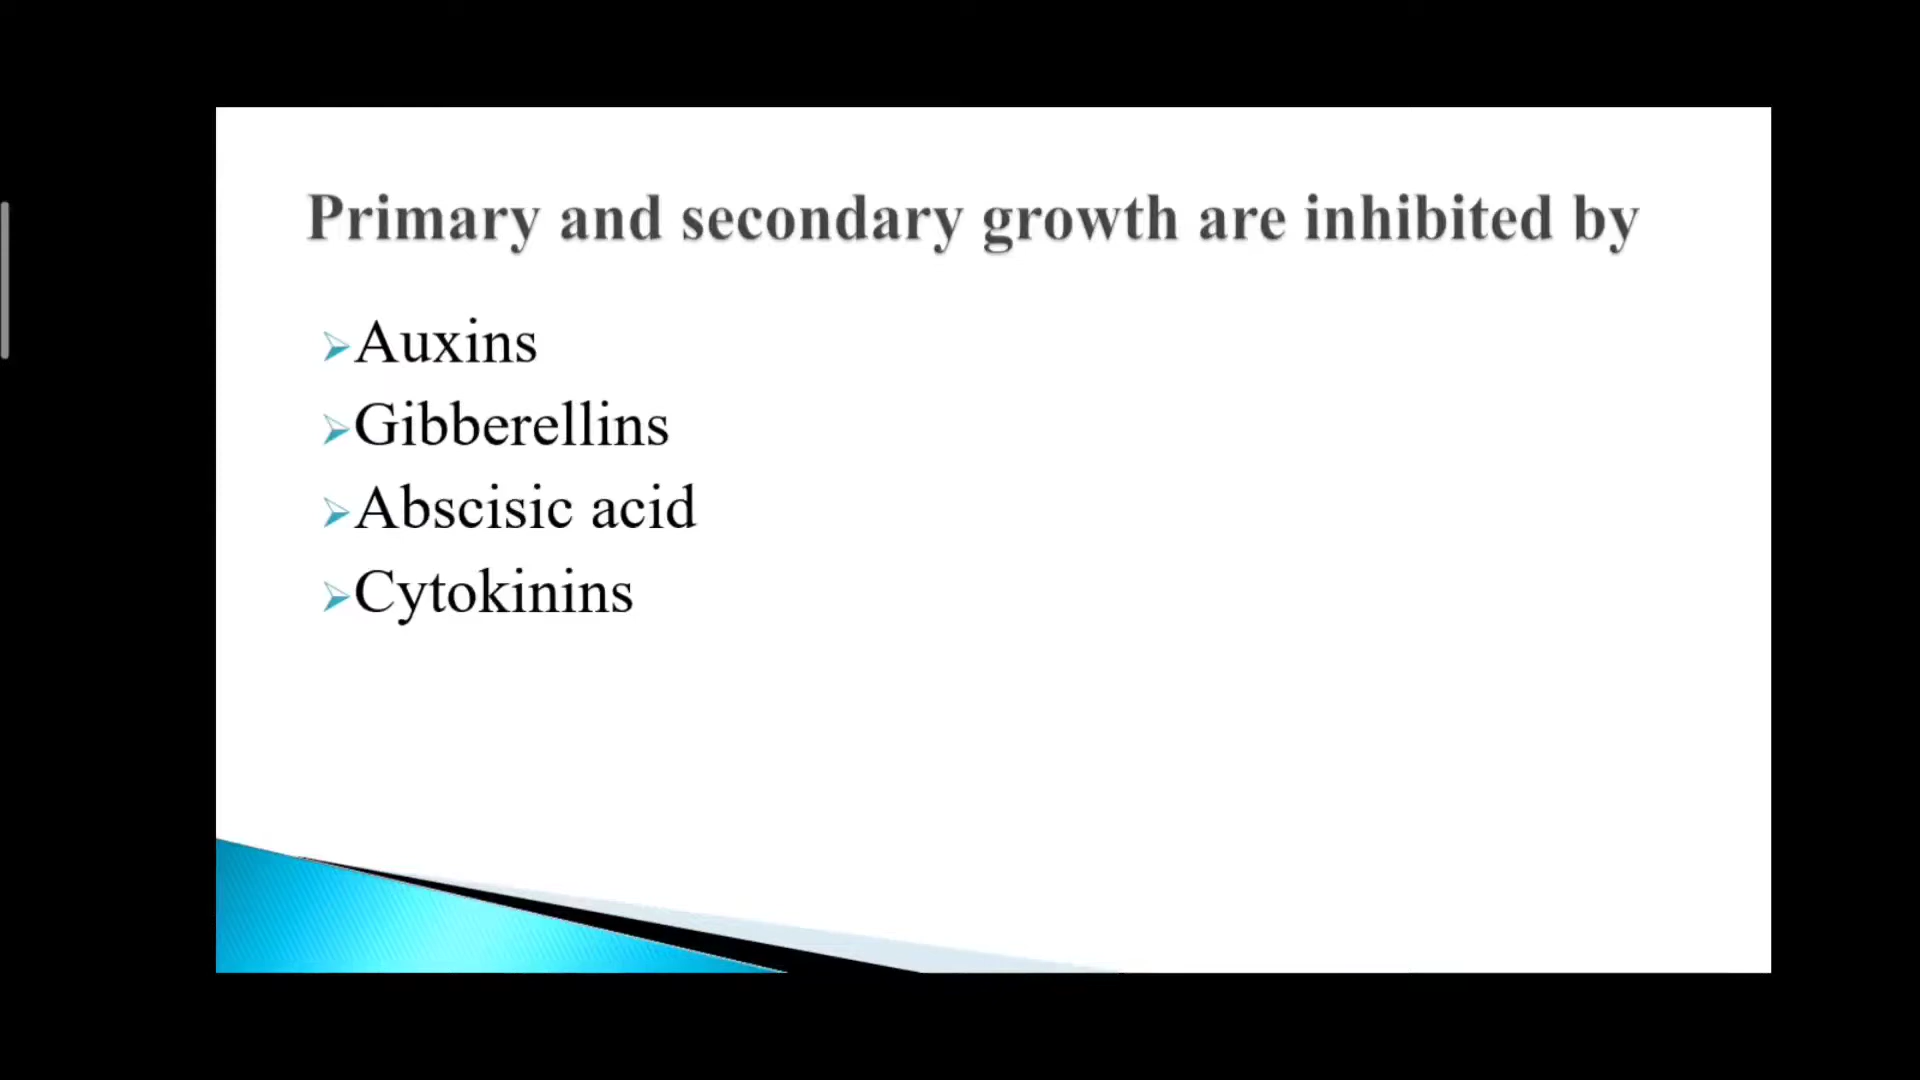 Primary and secondary growth are inhibited by
Auxins
Gibberellins
Abscisic acid
Cytokinins